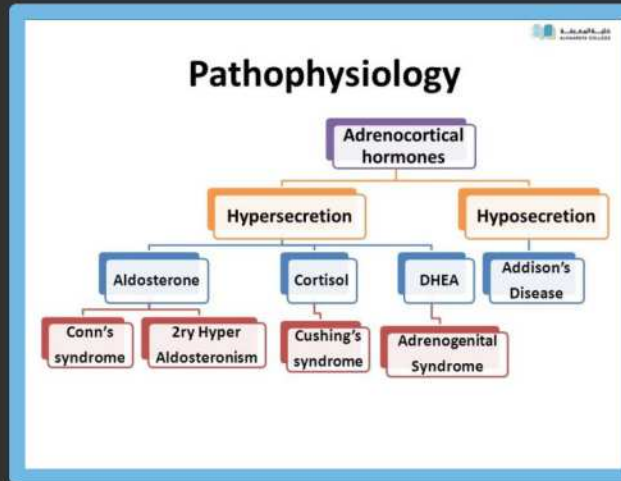 Pathophysiology
Adrenocortical
hormones
Hypersecretion
Hyposecretion
Aldosterone
Cortisol
DHEA
Addison's
Disease
Conn's
syndrome
2ry Hyper
Aldosteronism
Cushing's
syndrome
Adrenogenital
Syndrome